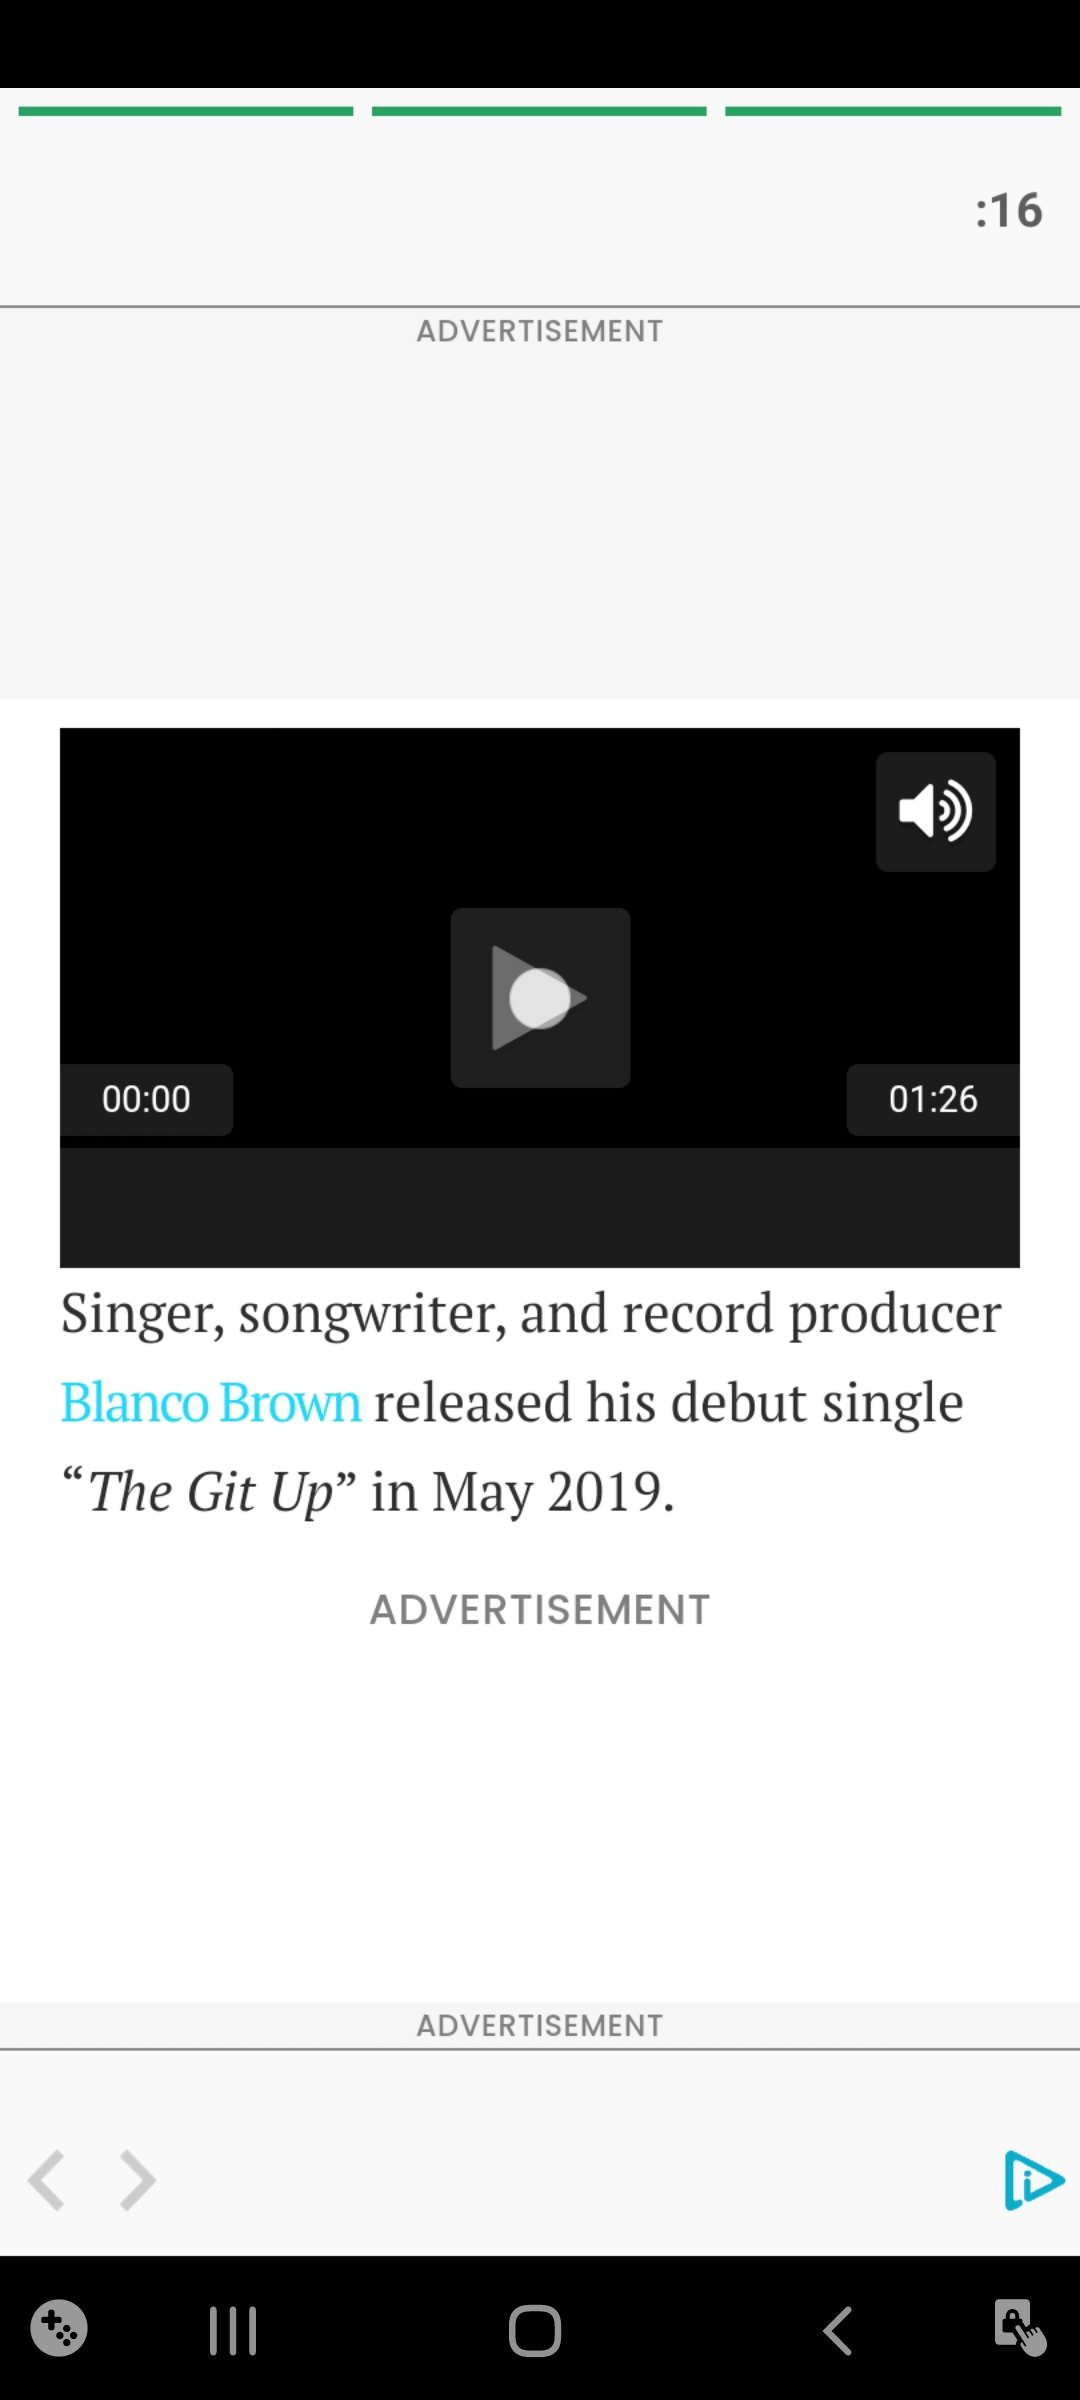 :16
ADVERTISEMENT
00:00
01:26
Singer, songwriter, and record producer
Blanco Brown released his debut single
“The Git Up” in May 2019.
ADVERTISEMENT
ADVERTISEMENT